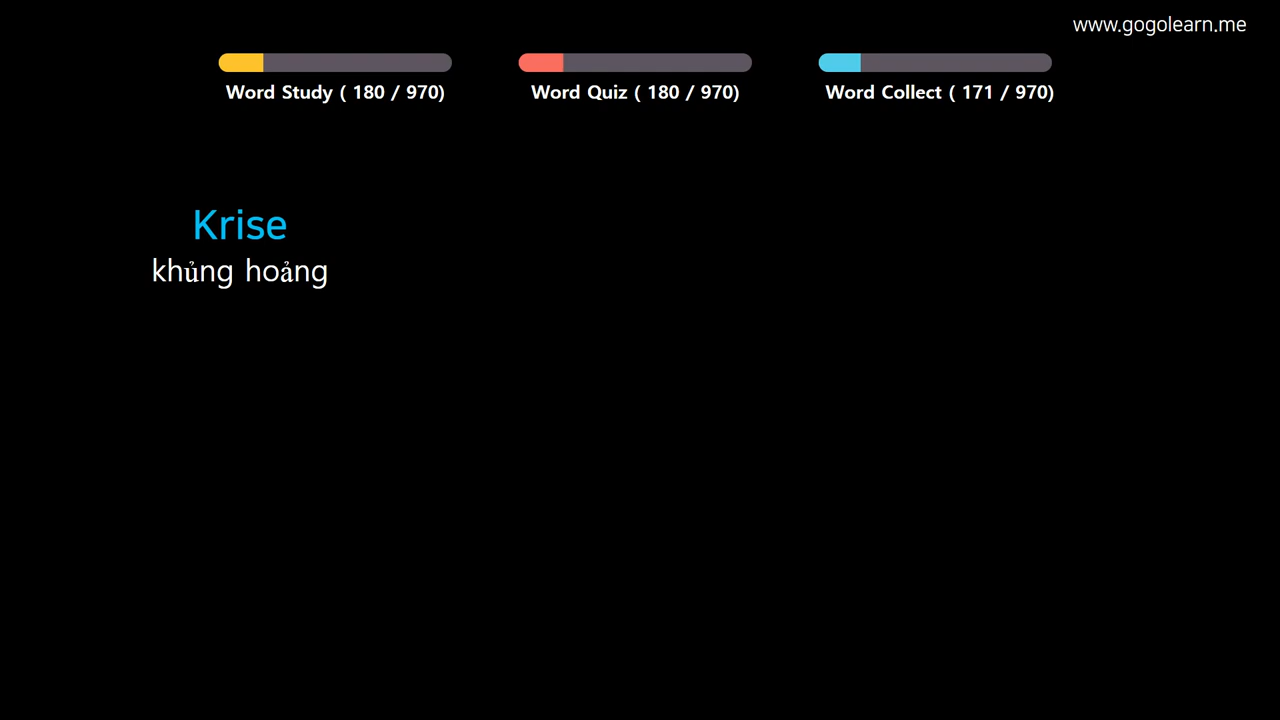 www.gogolearn.me
Word Study ( 180 / 970)
Word Quiz ( 180 / 970)
Word Collect ( 171 / 970)
Krise
khủng hoảng